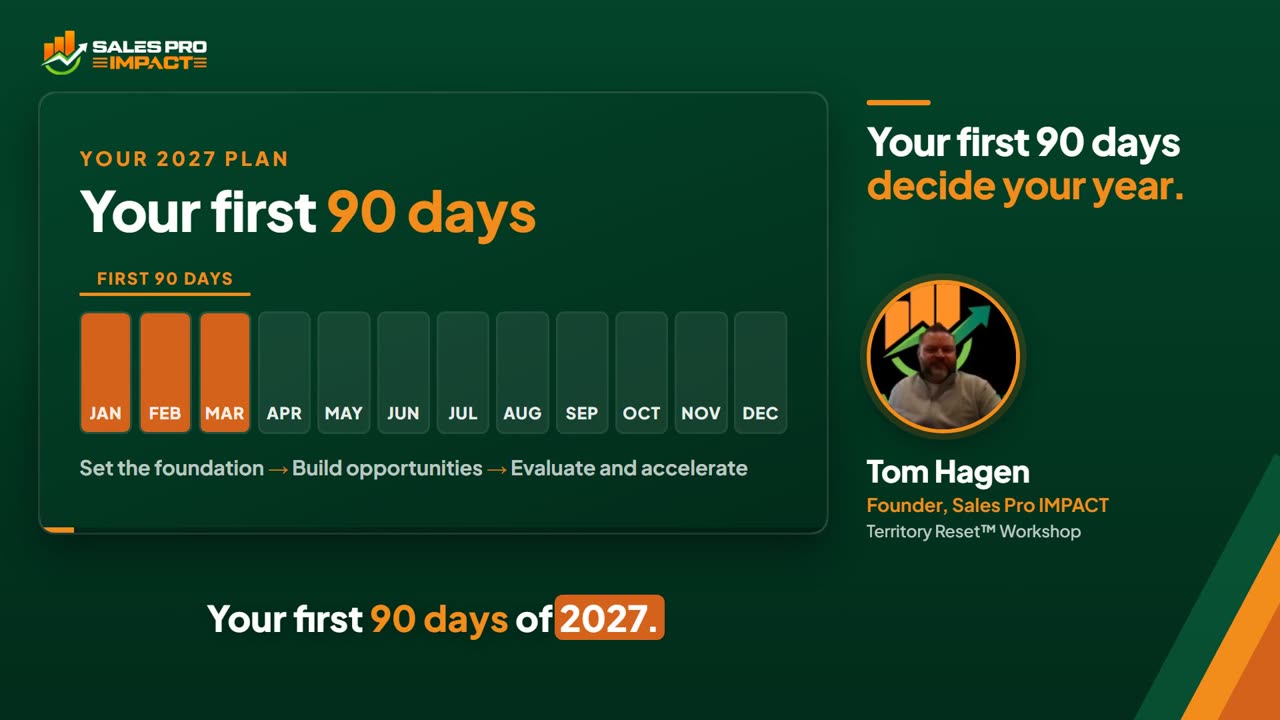 SALES PRO
IMPACT
YOUR 2027 PLAN
Your first 90 days
FIRST 90 DAYS
JAN FEB MAR APR MAY JUN JUL AUG SEP OCT NOV DEC
Set the foundation → Build opportunities → Evaluate and accelerate
Your first 90 days
decide your year.
Tom Hagen
Founder, Sales Pro IMPACT
Territory Reset™ Workshop
Your first 90 days of 2027.